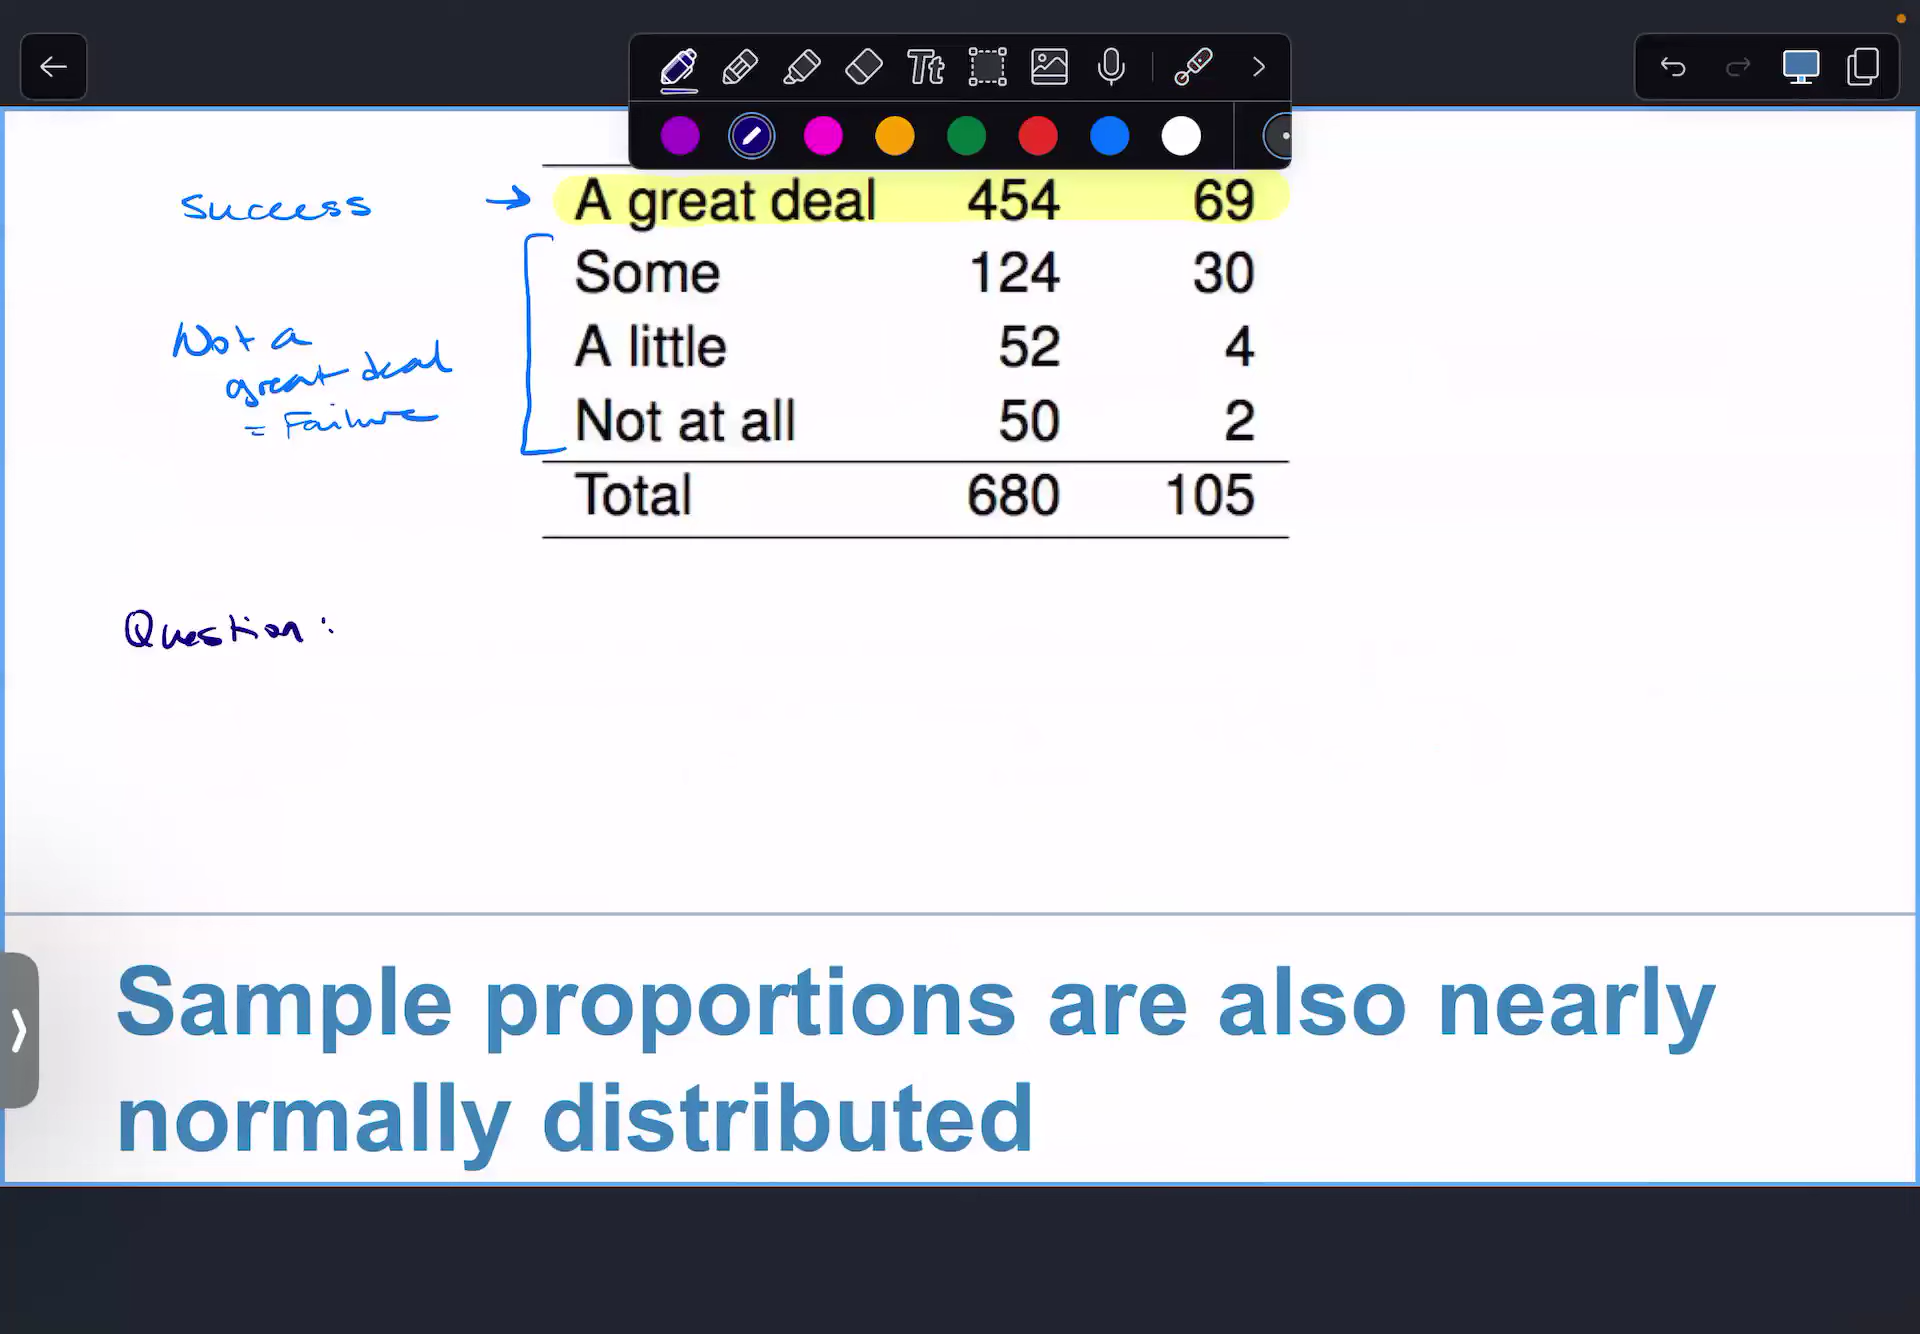 Tt
Success → A great deal 454 69
Some 124 30
Not a
great deal
= Failure
A little 52 4
Not at all 50 2
Total 680 105
Question:
Sample proportions are also nearly
normally distributed